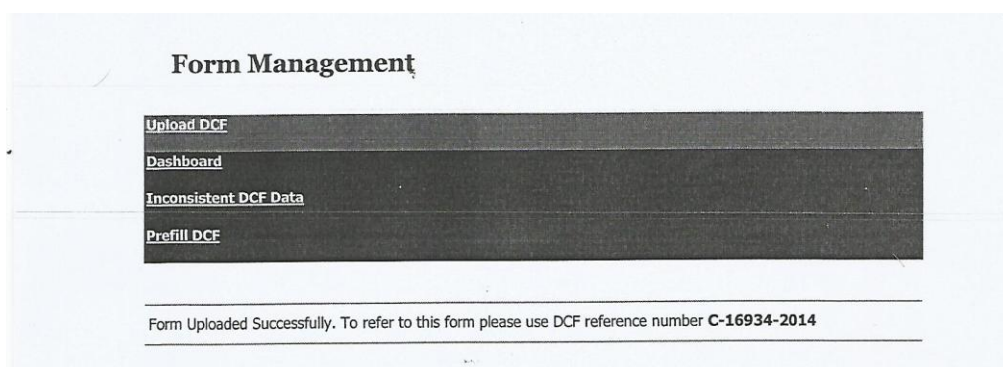 Form Management
Upload DCF
Dashboard
Inconsistent DCF Data
Prefill DCF
Form Uploaded Successfully. To refer to this form please use DCF reference number C-16934-2014